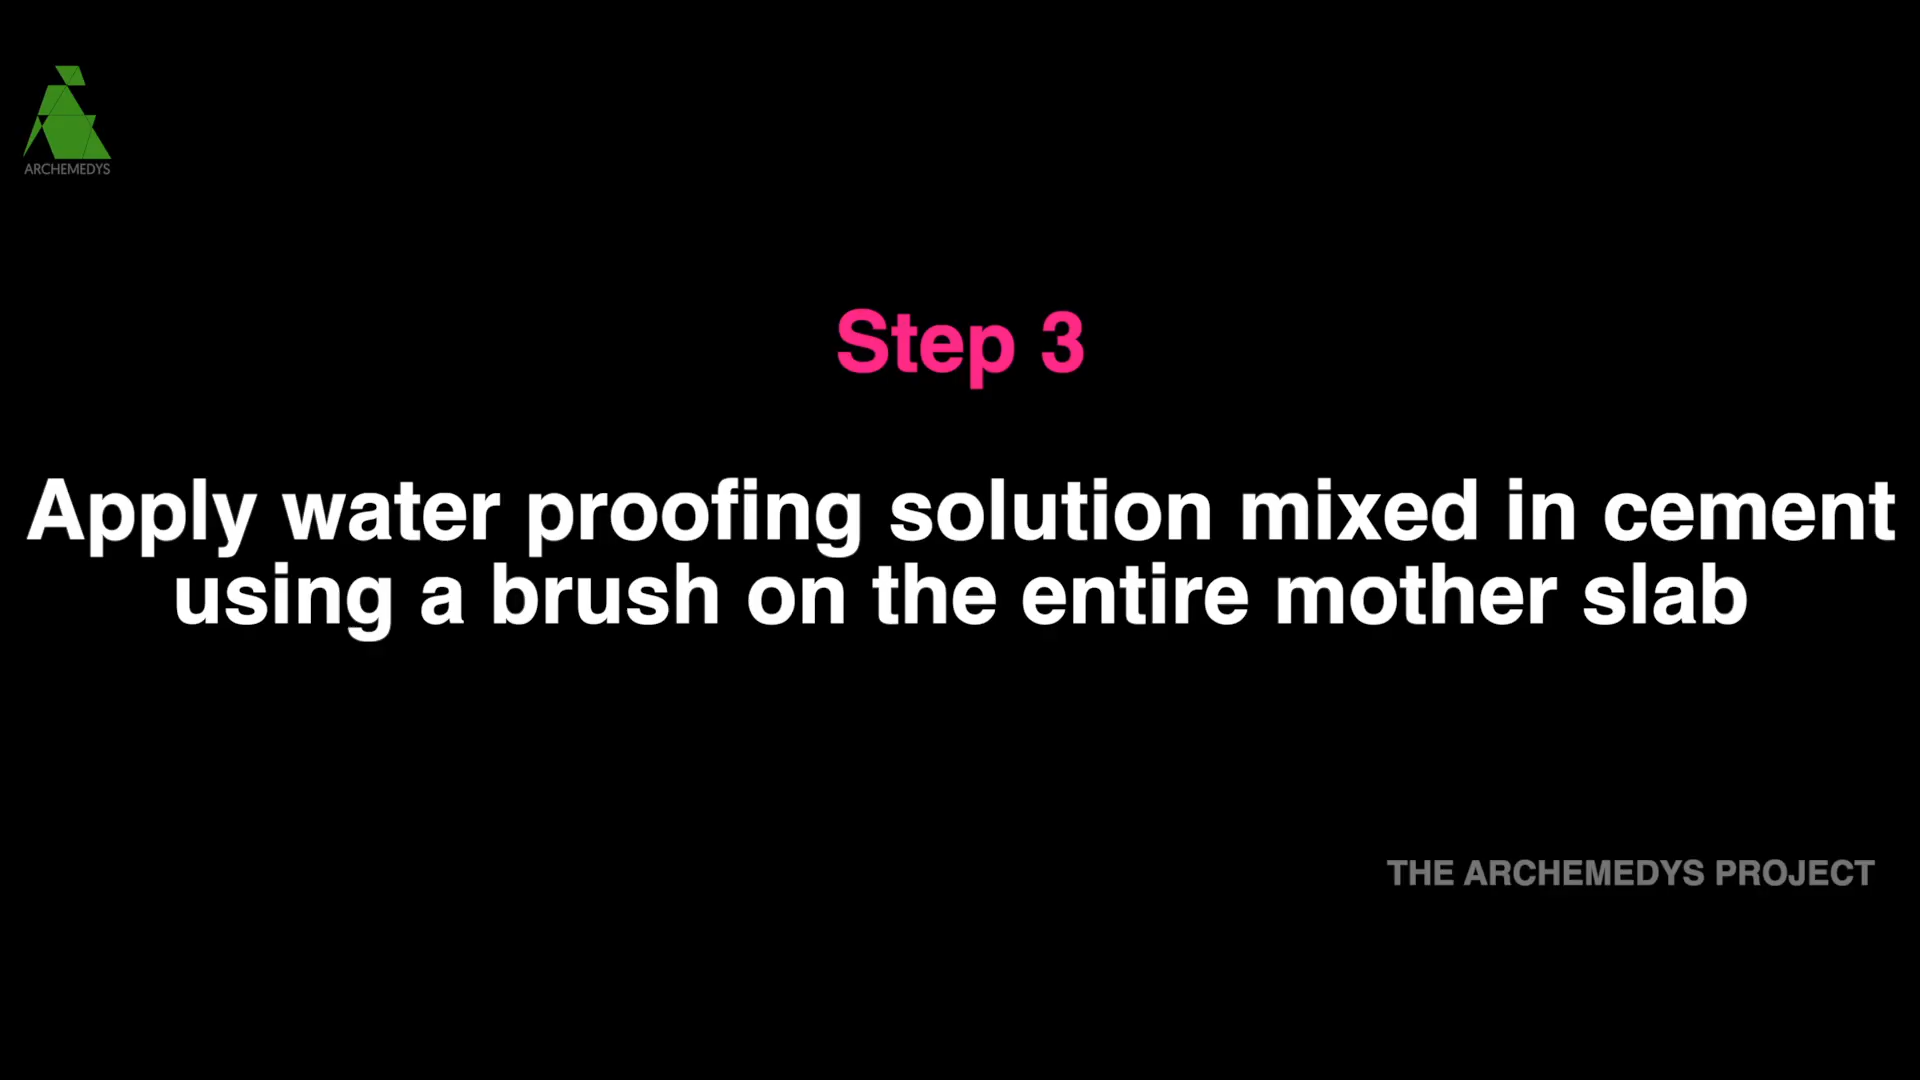 ARCHEMEDYS
Step 3
Apply water proofing solution mixed in cement
using a brush on the entire mother slab
THE ARCHEMEDYS PROJECT